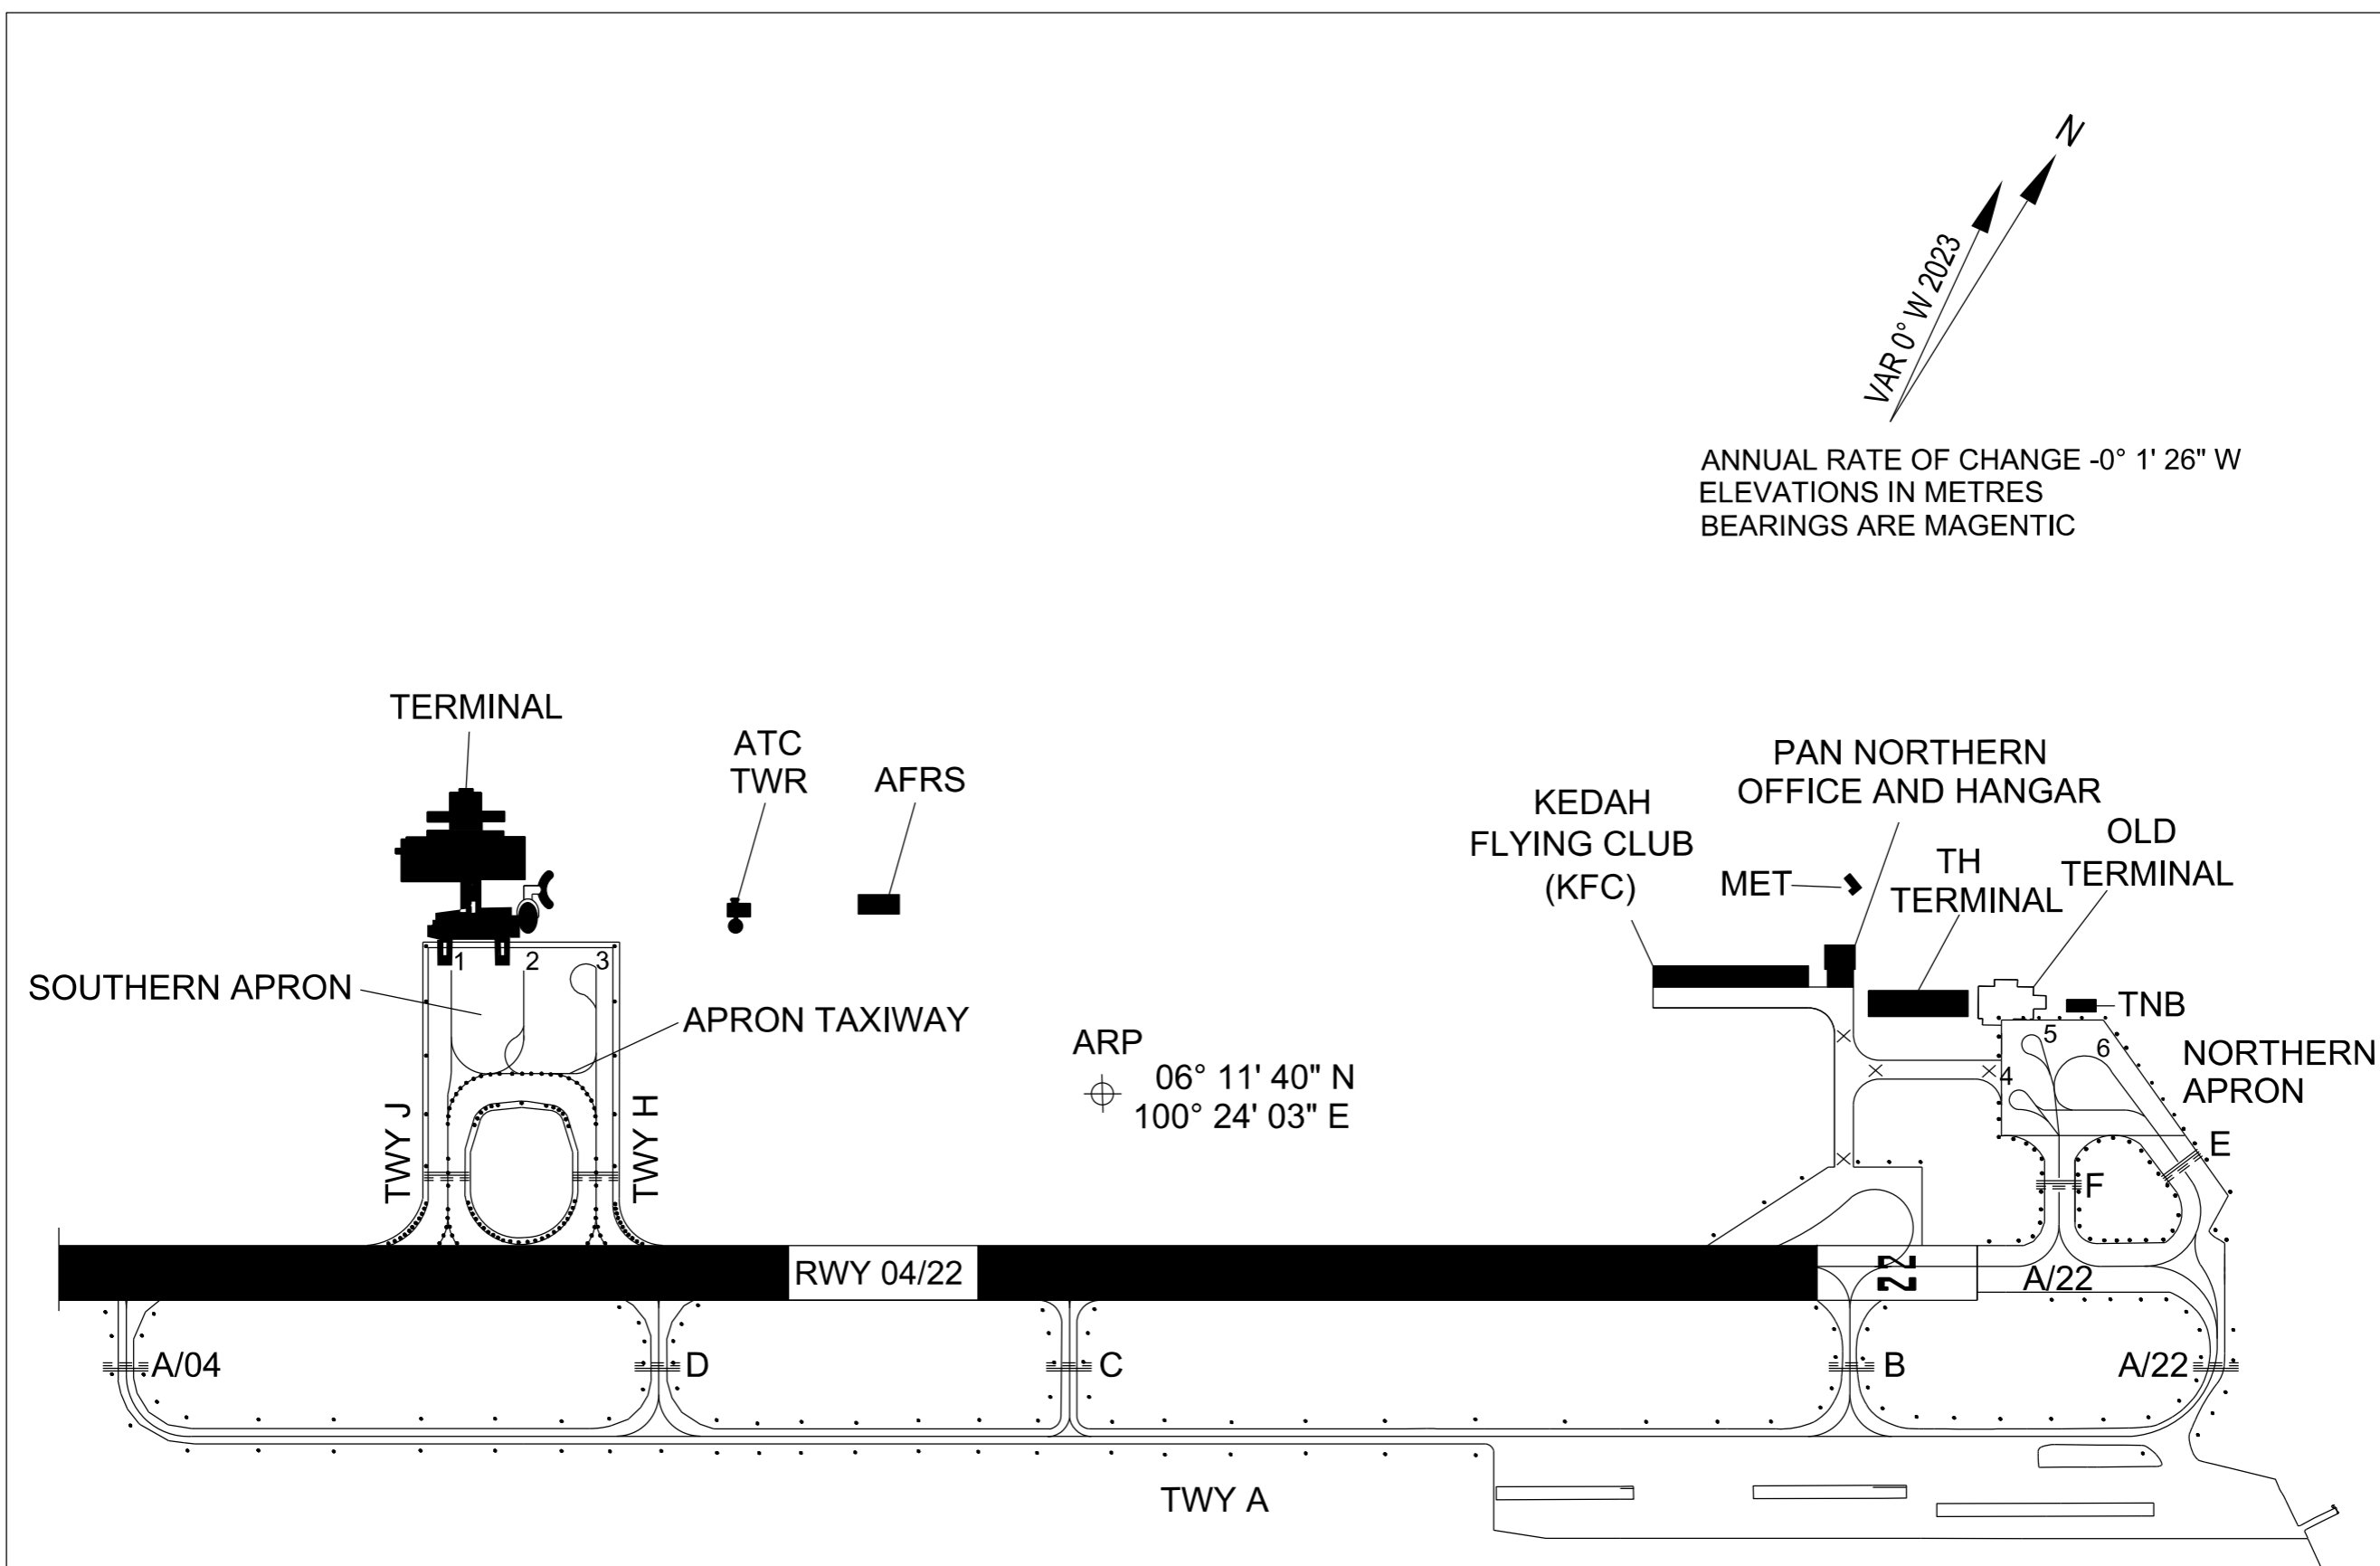 N
VAR 0° W 2023
ANNUAL RATE OF CHANGE -0° 1' 26" W
ELEVATIONS IN METRES
BEARINGS ARE MAGENTIC
TERMINAL
ATC
TWR
AFRS
PAN NORTHERN
OFFICE AND HANGAR
KEDAH
FLYING CLUB
(KFC)
MET
TH
TERMINAL
OLD
TERMINAL
TNB
SOUTHERN APRON
1
2
3
APRON TAXIWAY
ARP
06° 11' 40" N
100° 24' 03" E
5
6
4
NORTHERN
APRON
TWY J
TWY H
E
F
RWY 04/22
22
A/22
A/04
D
C
B
A/22
TWY A